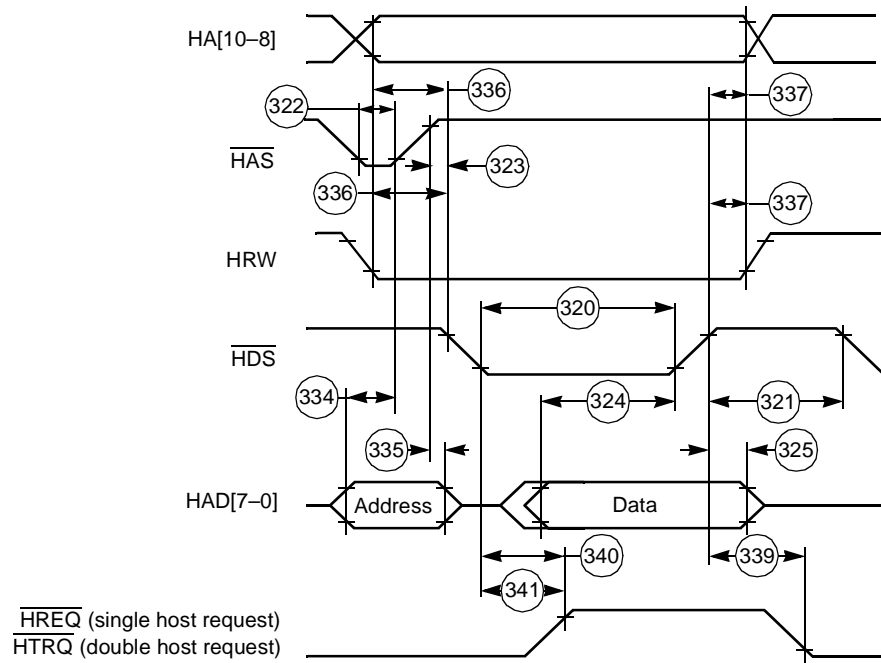 HA[10–8]
336
337
322
HAS
323
336
337
HRW
320
HDS
334
324
321
335
325
HAD[7–0]
Address
Data
340
339
341
HREQ (single host request)
HTRQ (double host request)